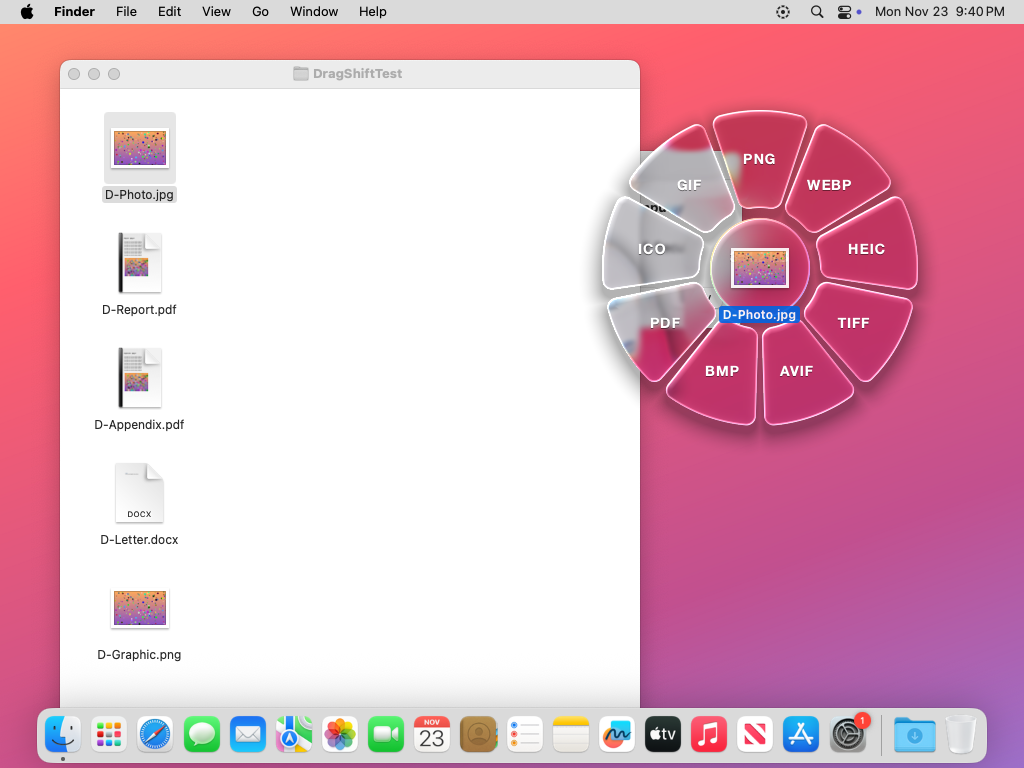 Finder File Edit View Go Window Help Mon Nov 23 9:40 PM
DragShiftTest
D-Photo.jpg
D-Report.pdf
D-Appendix.pdf
DOCX
D-Letter.docx
D-Graphic.png
PNG
GIF
WEBP
ICO
HEIC
PDF
D-Photo.jpg
TIFF
BMP
AVIF
NOV
23
tv
1